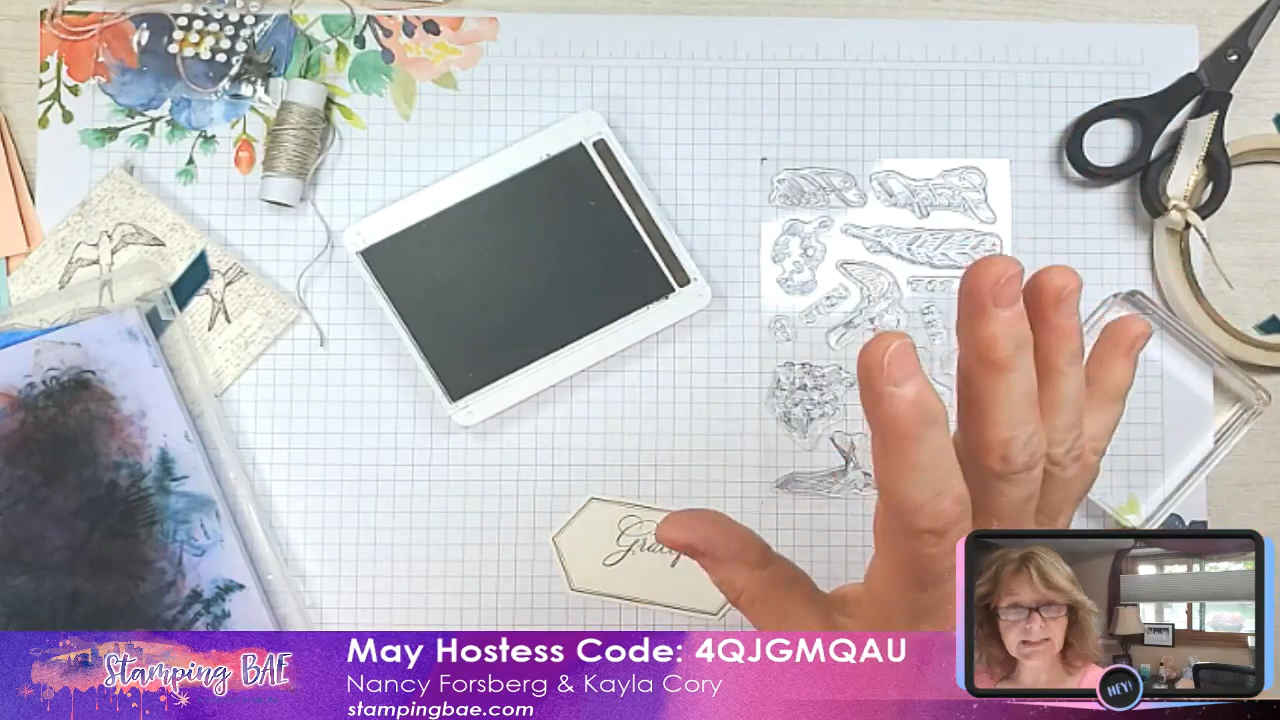 Stamping BAE
May Hostess Code: 4QJGMQAU
Nancy Forsberg & Kayla Cory
stampingbae.com
HEY!